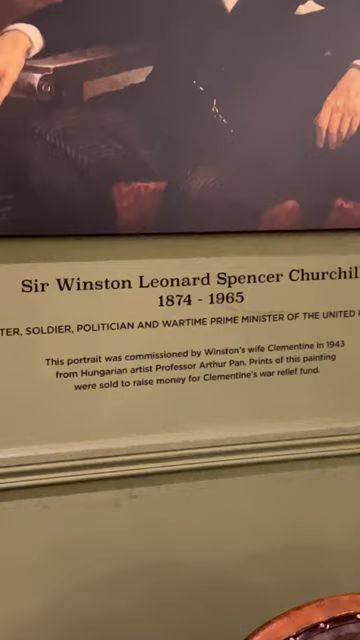 Sir Winston Leonard Spencer Churchill
1874 - 1965
TER, SOLDIER, POLITICIAN AND WARTIME PRIME MINISTER OF THE UNITED
This portrait was commissioned by Winston's wife Clementine in 1943
from Hungarian artist Professor Arthur Pan. Prints of this painting
were sold to raise money for Clementine's war relief fund.